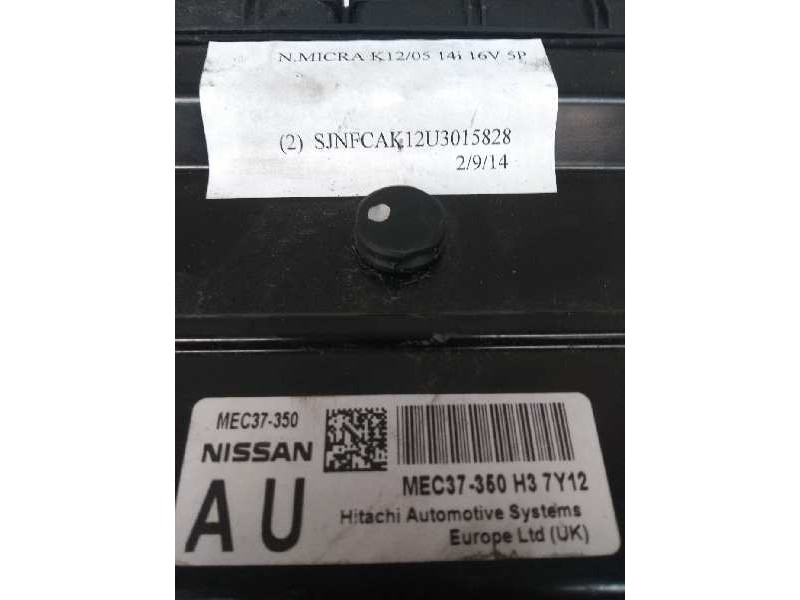 N.MICRA K12/05 14i 16V 5P
(2) SJNFCAK12U3015828
2/9/14
MEC37-350
NISSAN
MEC37-350 H3 7Y12
AU
Hitachi Automotive Systems
Europe Ltd (UK)